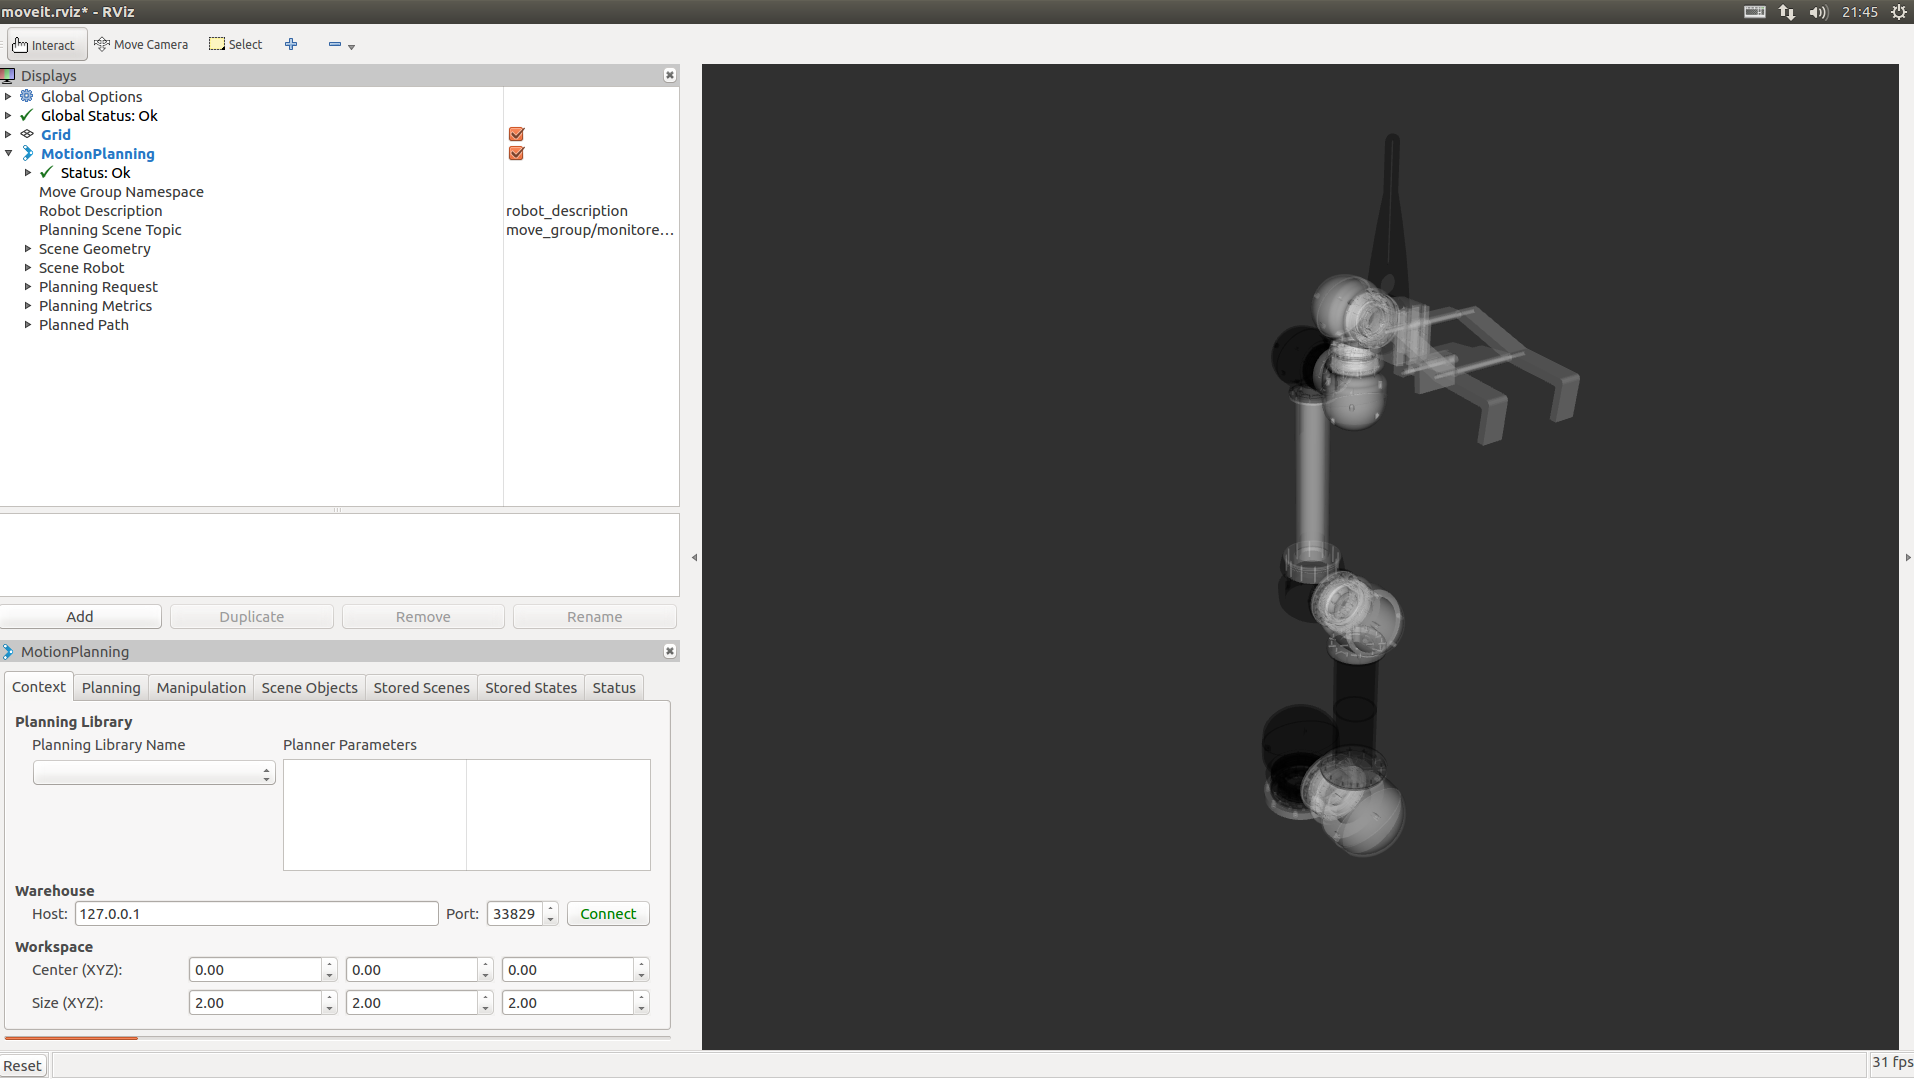 moveit.rviz* - RViz
21:45
Interact
Move Camera
Select
Displays
Global Options
Global Status: Ok
Grid
MotionPlanning
Status: Ok
Move Group Namespace
Robot Description
robot_description
Planning Scene Topic
move_group/monitore...
Scene Geometry
Scene Robot
Planning Request
Planning Metrics
Planned Path
Add
Duplicate
Remove
Rename
MotionPlanning
Context
Planning
Manipulation
Scene Objects
Stored Scenes
Stored States
Status
Planning Library
Planning Library Name
Planner Parameters
Warehouse
Host:
127.0.0.1
Port:
33829
Connect
Workspace
Center (XYZ):
0.00
0.00
0.00
Size (XYZ):
2.00
2.00
2.00
Reset
31 fps